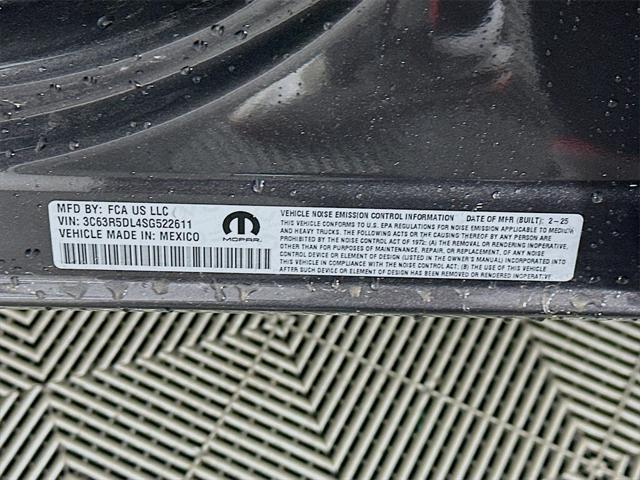 MFD BY: FCA US LLC
VIN: 3C63R5DL4SG522611
VEHICLE MADE IN: MEXICO
MOPAR
VEHICLE NOISE EMISSION CONTROL INFORMATION DATE OF MFR (BUILT): 2-25
THIS VEHICLE CONFORMS TO U.S. EPA REGULATIONS FOR NOISE EMISSION APPLICABLE TO MEDIUM
AND HEAVY TRUCKS. THE FOLLOWING ACTS OR THE CAUSING THEREOF BY ANY PERSON ARE
PROHIBITED BY THE NOISE CONTROL ACT OF 1972: (A) THE REMOVAL OR RENDERING INOPERATIVE,
OTHER THAN FOR PURPOSES OF MAINTENANCE, REPAIR, OR REPLACEMENT, OF ANY NOISE
CONTROL DEVICE OR ELEMENT OF DESIGN (LISTED IN THE OWNER'S MANUAL) INCORPORATED INTO
THIS VEHICLE IN COMPLIANCE WITH THE NOISE CONTROL ACT; (B) THE USE OF THIS VEHICLE
AFTER SUCH DEVICE OR ELEMENT OF DESIGN HAS BEEN REMOVED OR RENDERED INOPERATIVE.